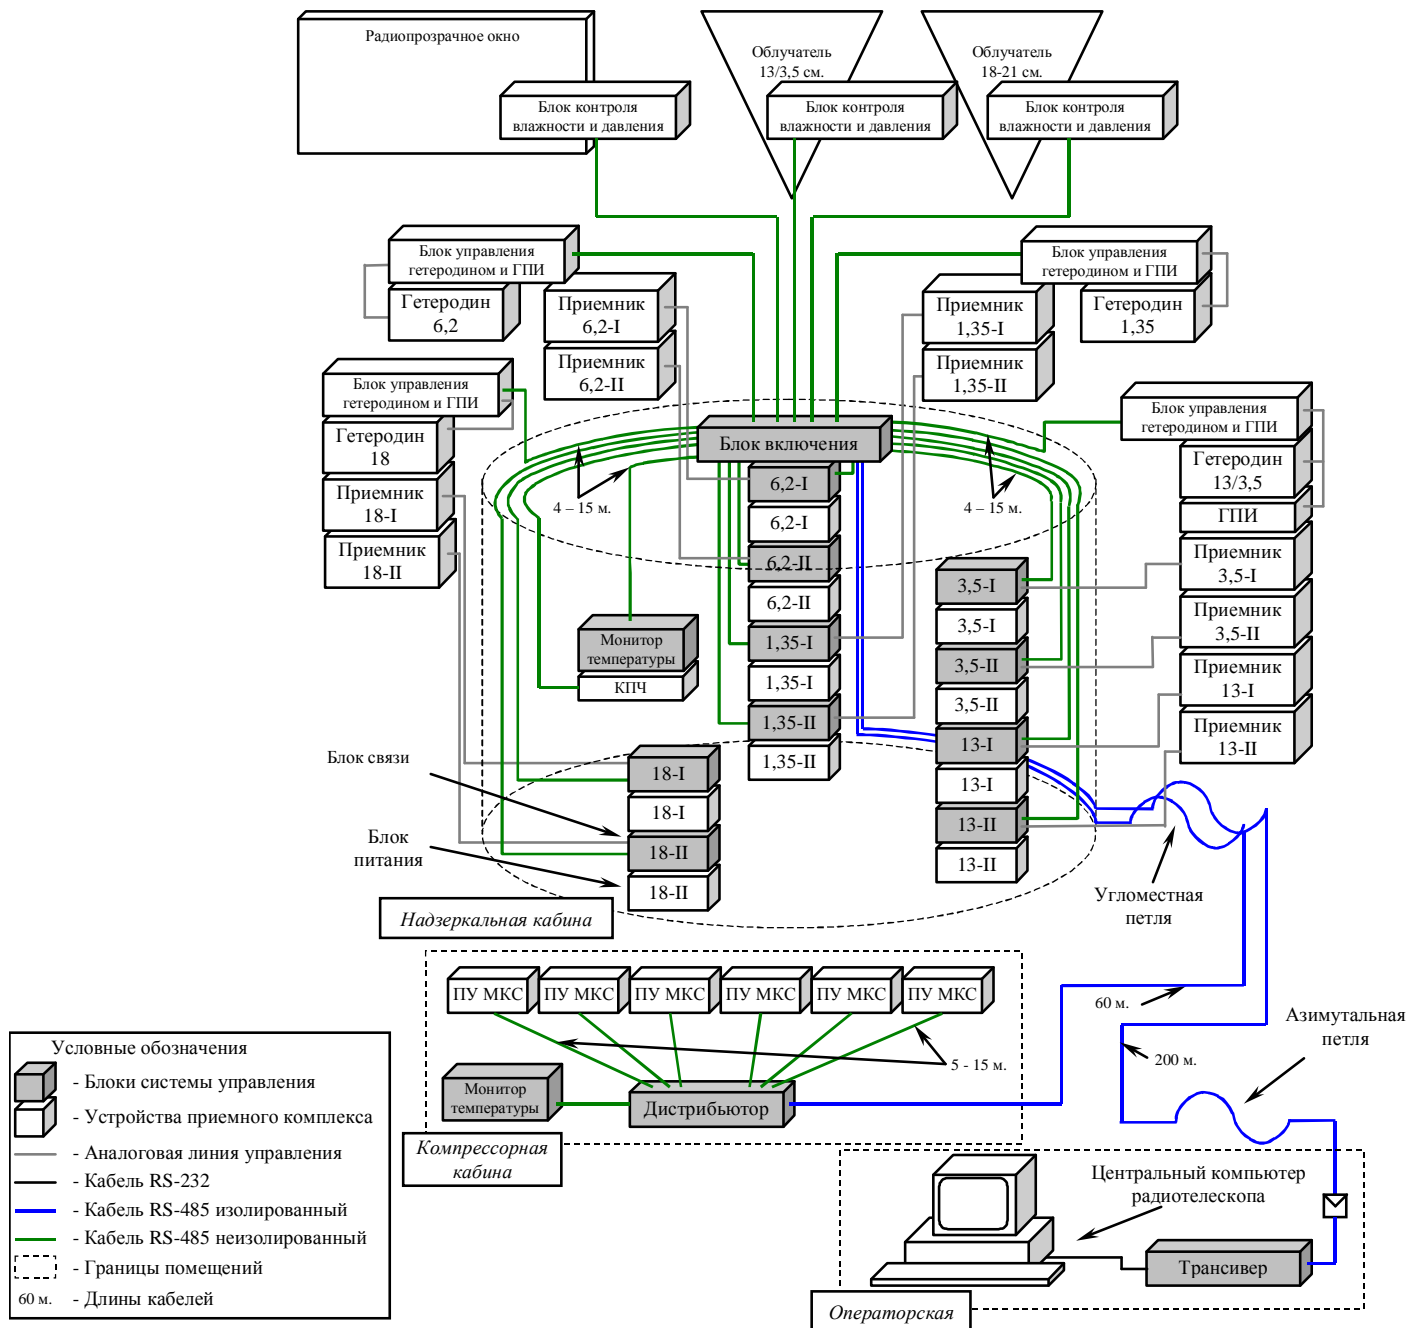 Радиопрозрачное окно
Облучатель
13/3,5 см.
Облучатель
18-21 см.
Блок контроля
влажности и давления
Блок контроля
влажности и давления
Блок контроля
влажности и давления
Блок управления
гетеродином и ГПИ
Гетеродин
6,2
Приемник
6,2-I
Приемник
6,2-II
Блок управления
гетеродином и ГПИ
Приемник
1,35-I
Гетеродин
1,35
Приемник
1,35-II
Блок управления
гетеродином и ГПИ
Гетеродин
18
Приемник
18-I
Приемник
18-II
Блок управления
гетеродином и ГПИ
Гетеродин
13/3,5
ГПИ
Приемник
3,5-I
Приемник
3,5-II
Приемник
13-I
Приемник
13-II
Блок включения
4 – 15 м.
4 – 15 м.
6,2-I
6,2-I
6,2-II
6,2-II
1,35-I
1,35-I
1,35-II
1,35-II
3,5-I
3,5-I
3,5-II
3,5-II
13-I
13-I
13-II
13-II
Монитор
температуры
КПЧ
Блок связи
Блок
питания
18-I
18-I
18-II
18-II
Надзеркальная кабина
Угломестная
петля
ПУ МКС
ПУ МКС
ПУ МКС
ПУ МКС
ПУ МКС
ПУ МКС
60 м.
5 - 15 м.
200 м.
Азимутальная
петля
Монитор
температуры
Дистрибьютор
Компрессорная
кабина
Центральный компьютер
радиотелескопа
Трансивер
Операторская
Условные обозначения
- Блоки системы управления
- Устройства приемного комплекса
- Аналоговая линия управления
- Кабель RS-232
- Кабель RS-485 изолированный
- Кабель RS-485 неизолированный
- Границы помещений
60 м. - Длины кабелей